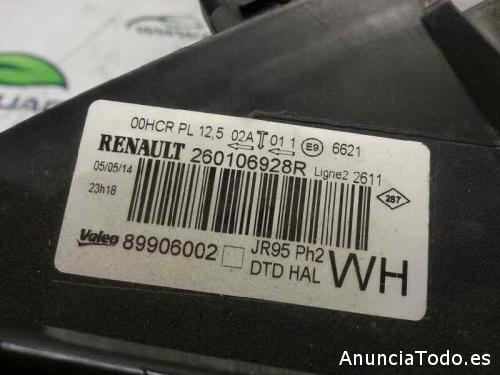 00HCR PL 12,5 02A T 01 1 E9 6621
RENAULT 260106928R Ligne2 2611
05/05/14
23h18
287
Valeo 89906002 JR95 Ph2
DTD HAL WH
AnunciaTodo.es